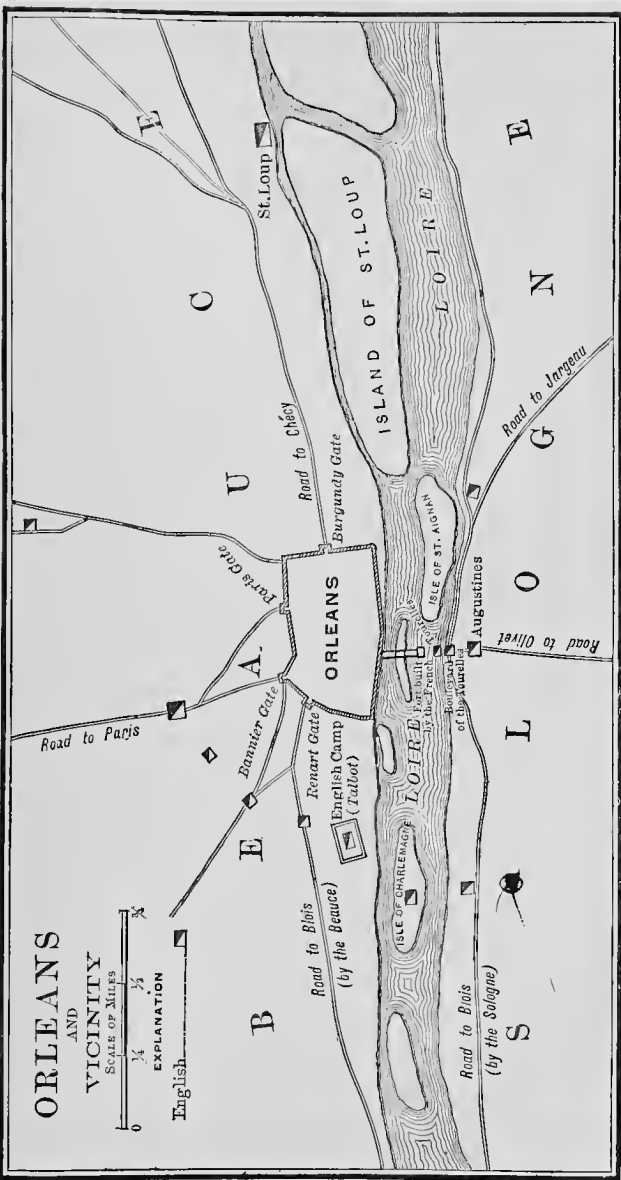 ORLEANS
AND
VICINITY
SCALE OF MILES
0 ¼ ½ ¾
EXPLANATION
English
B E A U C E
Road to Paris
Paris Gate
Bannier Gate
Renart Gate
Burgundy Gate
Road to Chécy
St. Loup
ORLEANS
English Camp
(Talbot)
Road to Blois
(by the Beauce)
ISLAND OF ST. LOUP
LOIRE
LOIRE
ISLE OF CHARLEMAGNE
ISLE OF ST. AIGNAN
Fort built
by the French
Boulevard
of the Tourelles
Augustines
Road to Olivet
Road to Jargeau
Road to Blois
(by the Sologne)
S O L O G N E